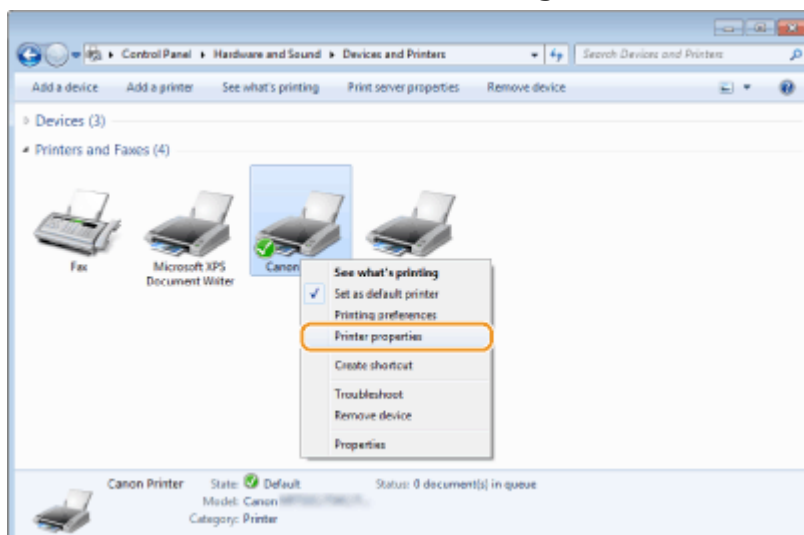 Control Panel ▸ Hardware and Sound ▸ Devices and Printers
Search Devices and Printers
Add a device Add a printer See what's printing Print server properties Remove device
Devices (3)
Printers and Faxes (4)
Fax
Microsoft XPS
Document Writer
Canon
See what's printing
Set as default printer
Printing preferences
Printer properties
Create shortcut
Troubleshoot
Remove device
Properties
Canon Printer State: Default Status: 0 document(s) in queue
Model: Canon
Category: Printer